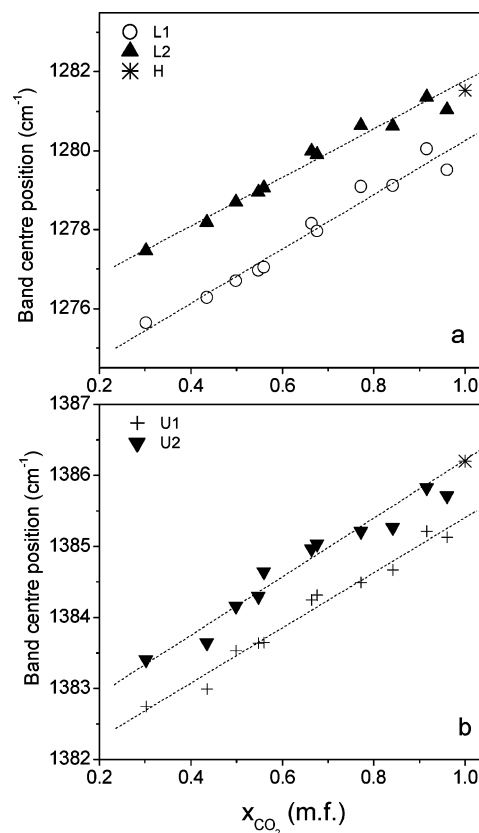 L1
L2
H
Band centre position (cm⁻¹)
1282
1280
1278
1276
a
0.2 0.4 0.6 0.8 1.0
U1
U2
Band centre position (cm⁻¹)
1387
1386
1385
1384
1383
1382
b
0.2 0.4 0.6 0.8 1.0
x_CO₂ (m.f.)